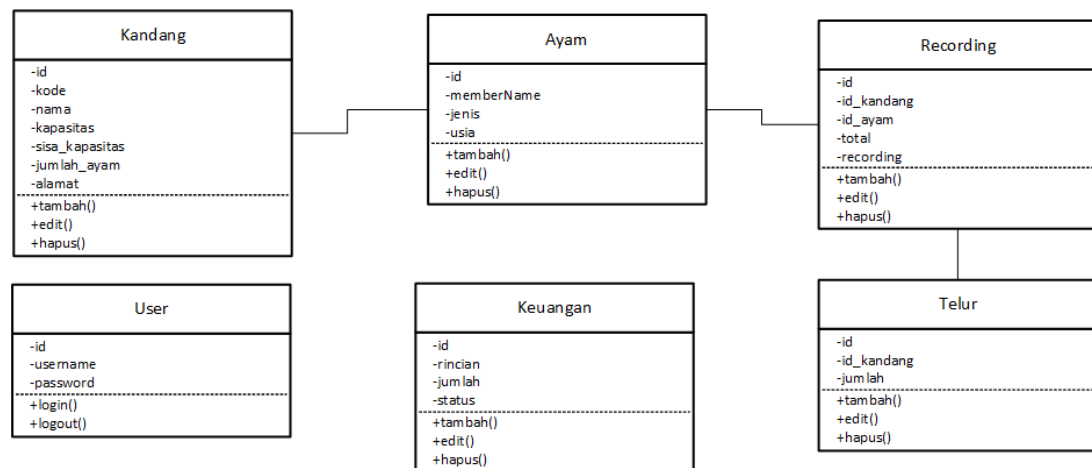 Kandang
-id
-kode
-nama
-kapasitas
-sisa_kapasitas
-jumlah_ayam
-alamat
+tambah()
+edit()
+hapus()
Ayam
-id
-memberName
-jenis
-usia
+tambah()
+edit()
+hapus()
Recording
-id
-id_kandang
-id_ayam
-total
-recording
+tambah()
+edit()
+hapus()
User
-id
-username
-password
+login()
+logout()
Keuangan
-id
-rincian
-jumlah
-status
+tambah()
+edit()
+hapus()
Telur
-id
-id_kandang
-jumlah
+tambah()
+edit()
+hapus()